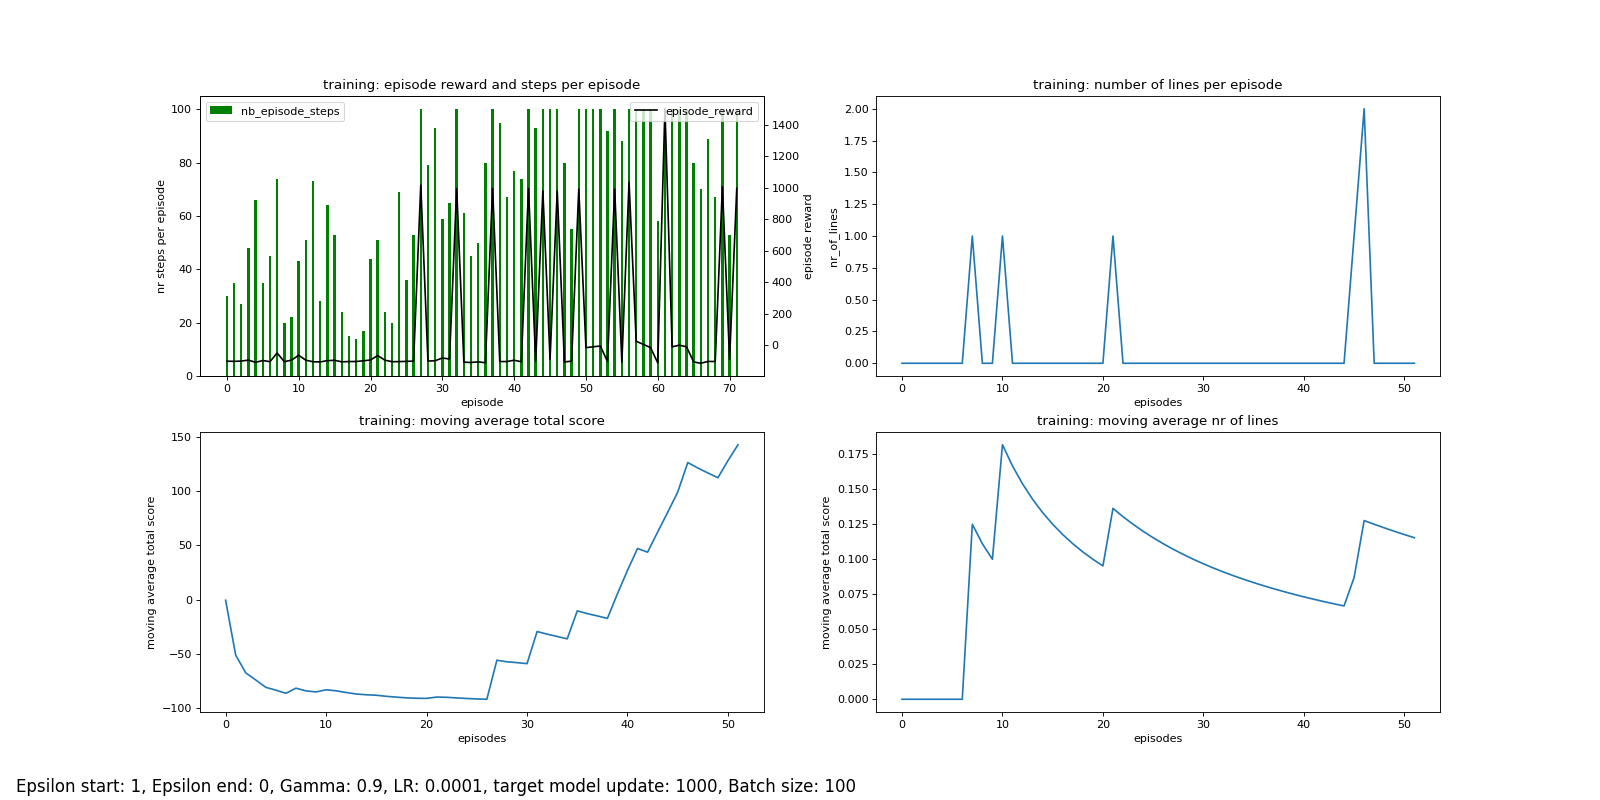 training: episode reward and steps per episode
nb_episode_steps
episode_reward
100
80
60
40
20
0
1400
1200
1000
800
600
400
200
0
nr steps per episode
episode reward
0 10 20 30 40 50 60 70
episode
training: number of lines per episode
2.00
1.75
1.50
1.25
1.00
0.75
0.50
0.25
0.00
nr_of_lines
0 10 20 30 40 50
episodes
training: moving average total score
150
100
50
0
−50
−100
moving average total score
0 10 20 30 40 50
episodes
training: moving average nr of lines
0.175
0.150
0.125
0.100
0.075
0.050
0.025
0.000
moving average total score
0 10 20 30 40 50
episodes
Epsilon start: 1, Epsilon end: 0, Gamma: 0.9, LR: 0.0001, target model update: 1000, Batch size: 100